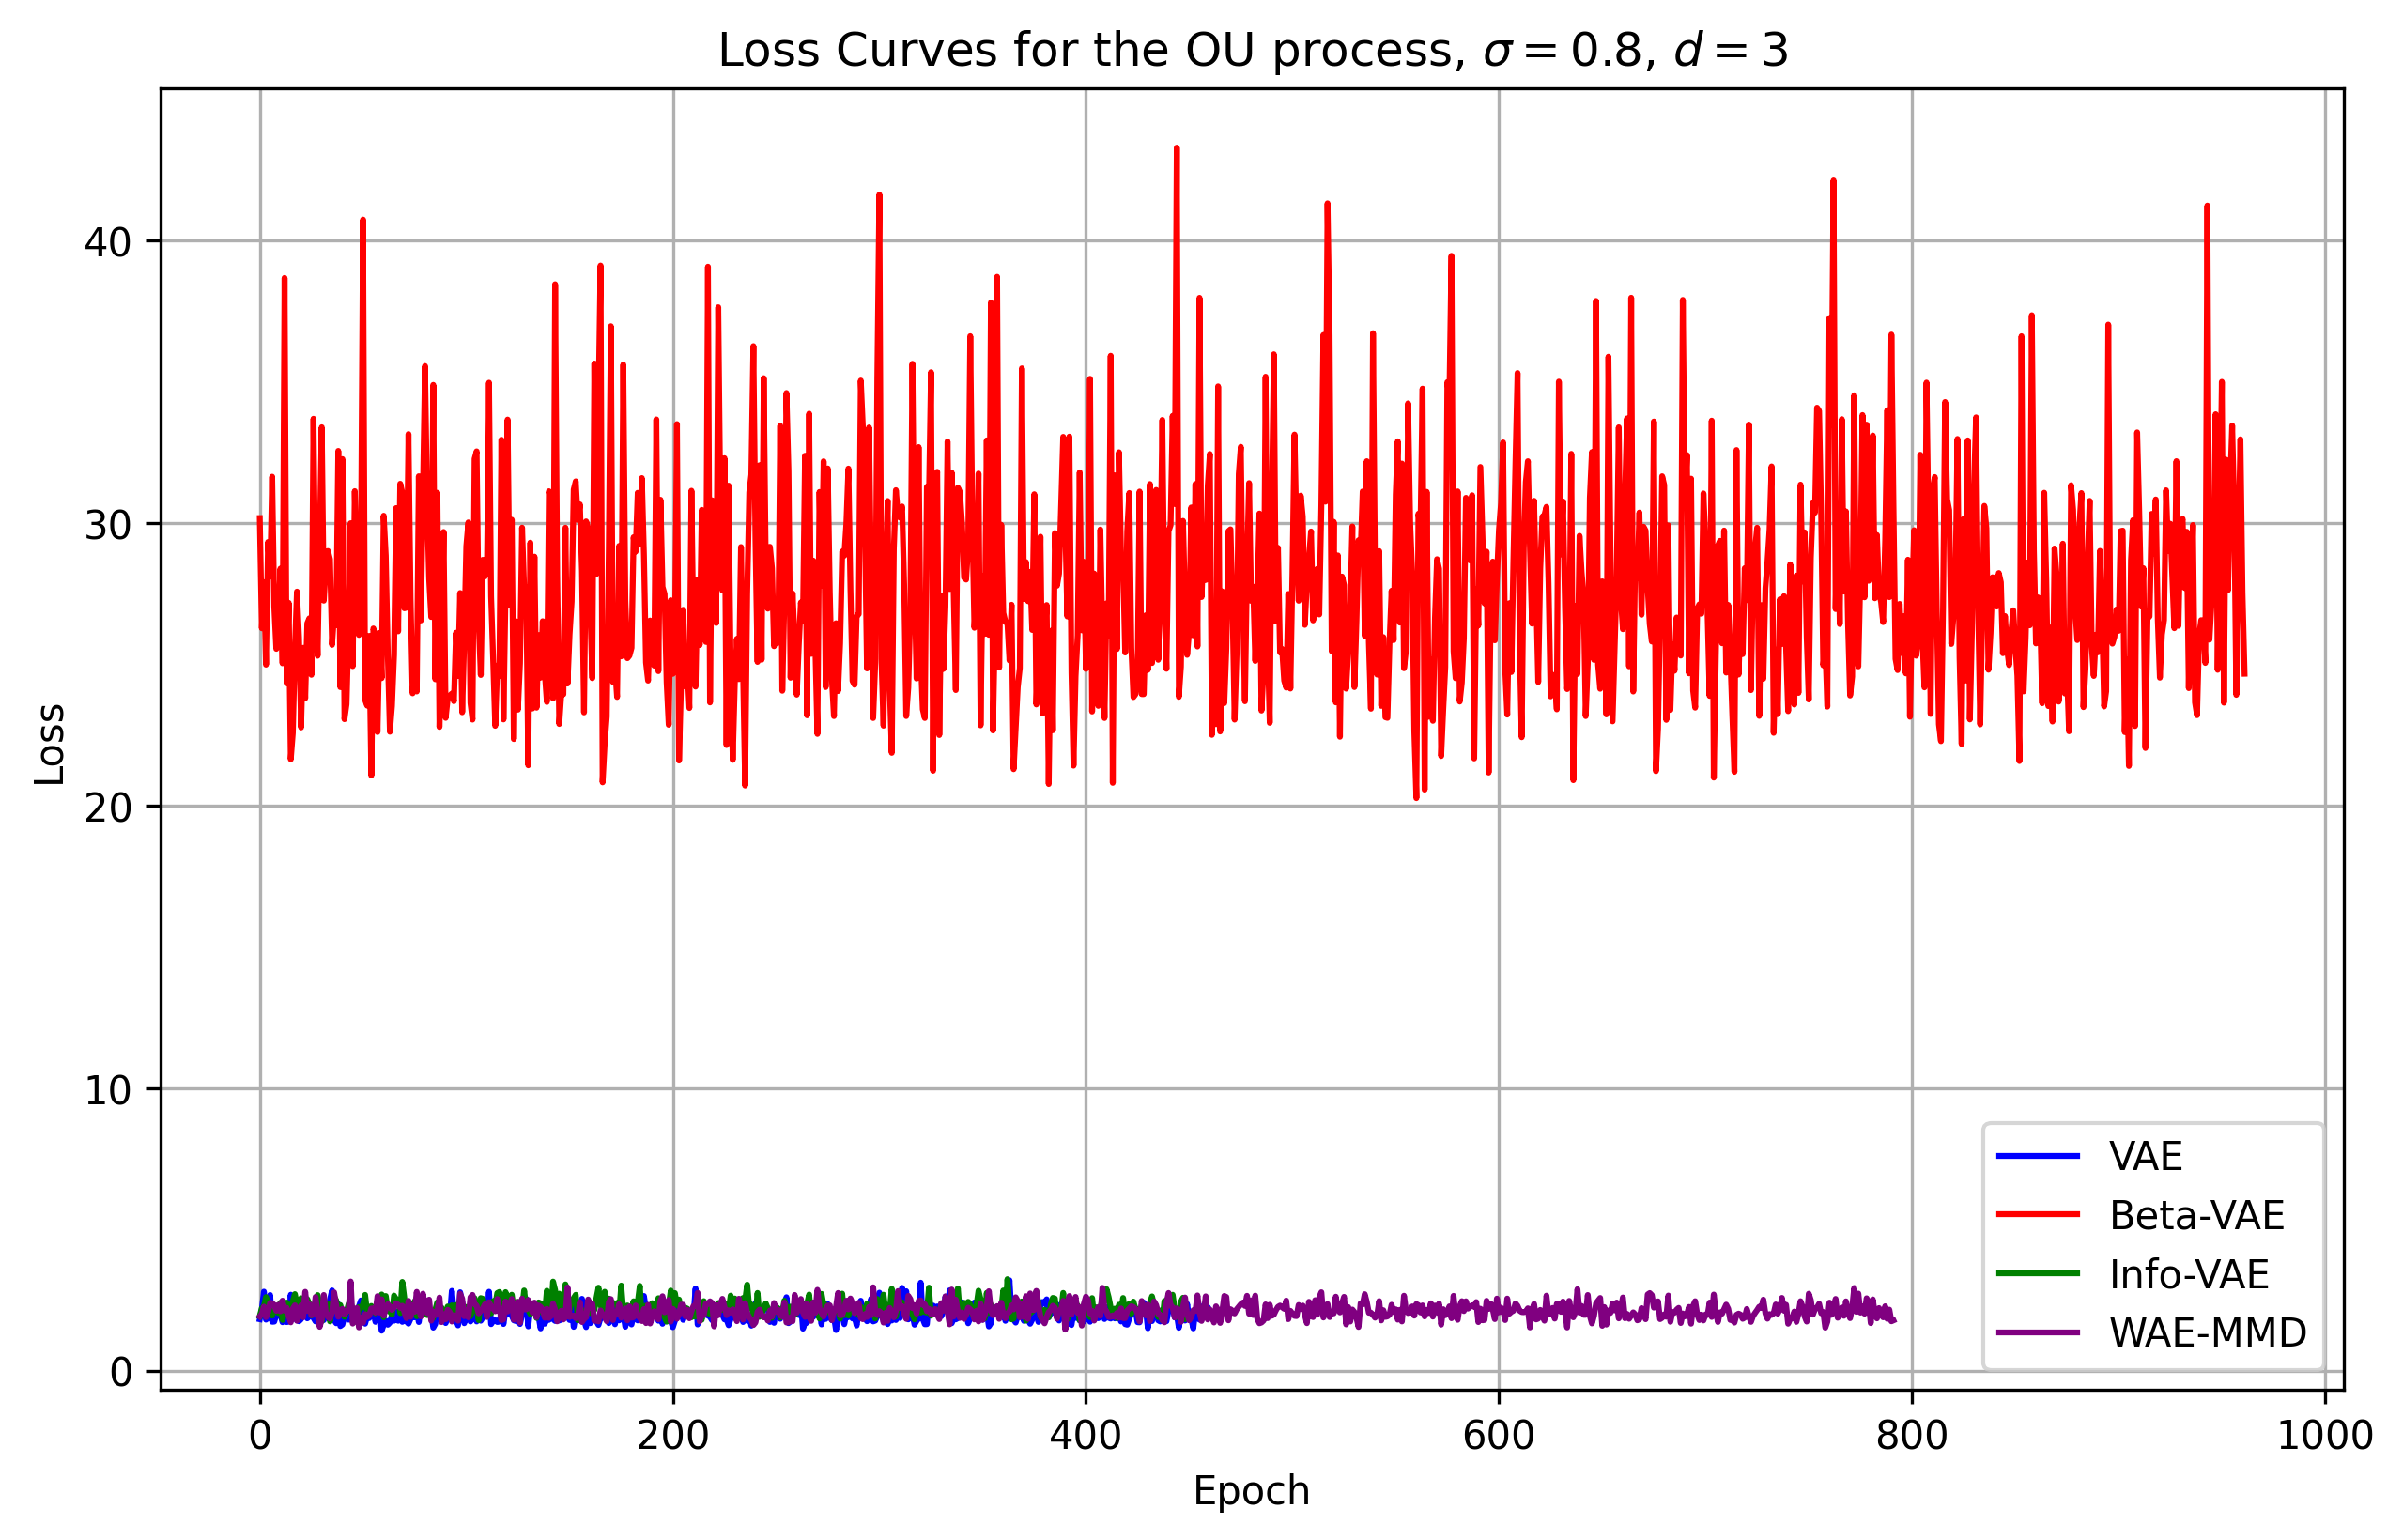 Loss Curves for the OU process, σ = 0.8, d = 3
Loss
40
30
20
10
0
0 200 400 600 800 1000
Epoch
VAE
Beta-VAE
Info-VAE
WAE-MMD